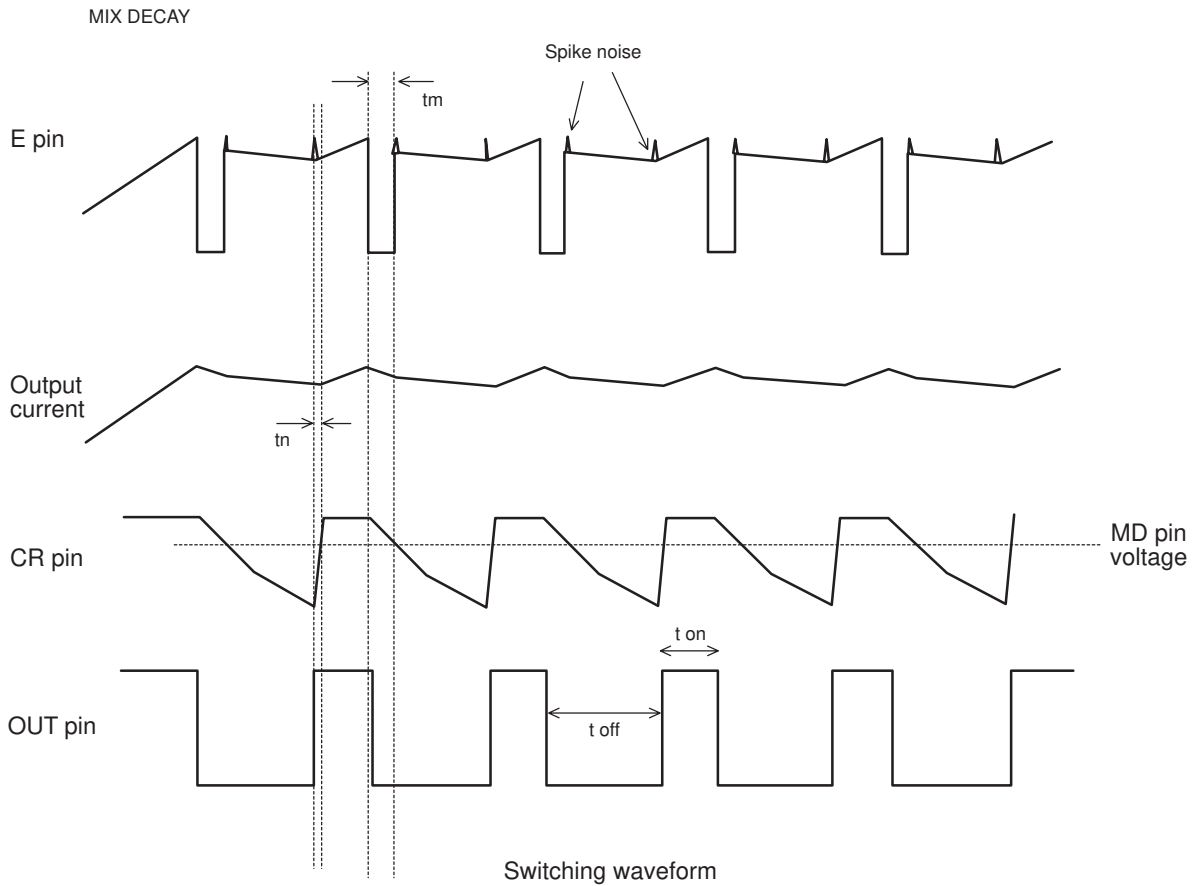 MIX DECAY
Spike noise
tm
E pin
Output
current
tn
CR pin
MD pin
voltage
t on
OUT pin
t off
Switching waveform